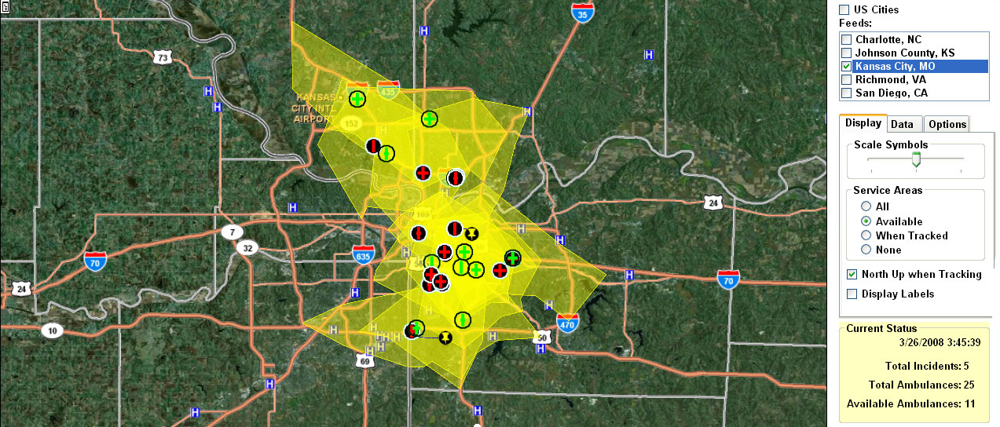 US Cities
Feeds:
Charlotte, NC
Johnson County, KS
Kansas City, MO
Richmond, VA
San Diego, CA
Display Data Options
Scale Symbols
Service Areas
All
Available
When Tracked
None
North Up when Tracking
Display Labels
Current Status
3/26/2008 3:45:39
Total Incidents: 5
Total Ambulances: 25
Available Ambulances: 11
35
73
H
H
H
H
435
KANSAS
CITY INTL
AIRPORT
152
H
H
H
24
H
169
7
32
635
70
H
H
H
H
70
24
H
H
10
470
H
H
50
H
69
H
H
H
H